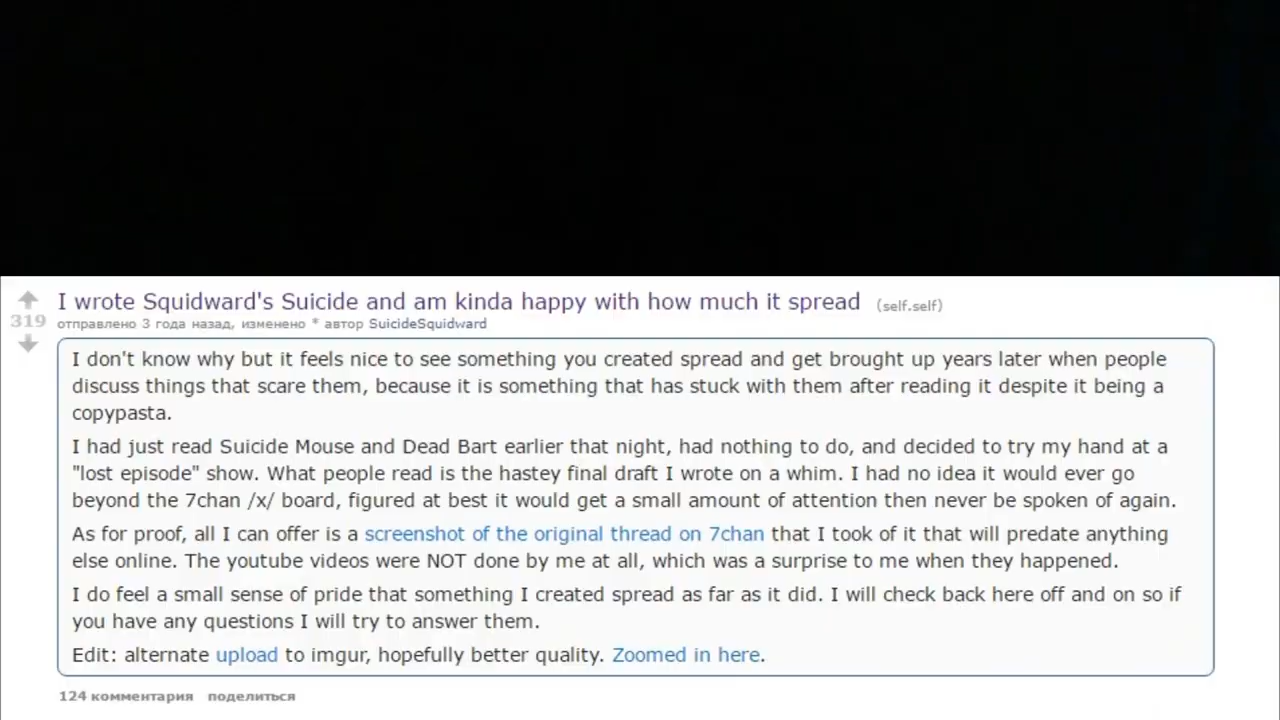 I wrote Squidward's Suicide and am kinda happy with how much it spread (self.self)
319
отправлено 3 года назад, изменено * автор SuicideSquidward
I don't know why but it feels nice to see something you created spread and get brought up years later when people
discuss things that scare them, because it is something that has stuck with them after reading it despite it being a
copypasta.
I had just read Suicide Mouse and Dead Bart earlier that night, had nothing to do, and decided to try my hand at a
"lost episode" show. What people read is the hastey final draft I wrote on a whim. I had no idea it would ever go
beyond the 7chan /x/ board, figured at best it would get a small amount of attention then never be spoken of again.
As for proof, all I can offer is a screenshot of the original thread on 7chan that I took of it that will predate anything
else online. The youtube videos were NOT done by me at all, which was a surprise to me when they happened.
I do feel a small sense of pride that something I created spread as far as it did. I will check back here off and on so if
you have any questions I will try to answer them.
Edit: alternate upload to imgur, hopefully better quality. Zoomed in here.
124 комментария поделиться